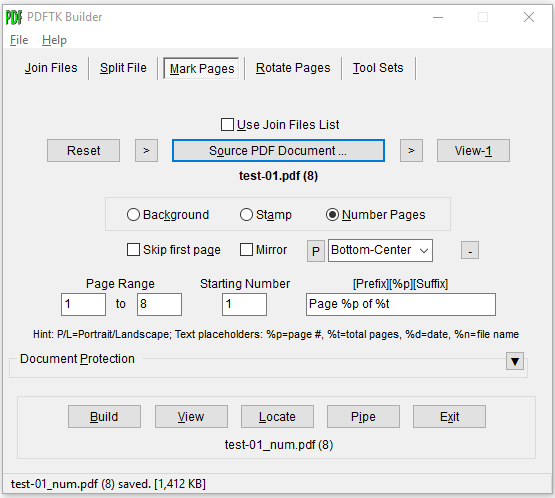 PDF PDFTK Builder
File Help
Join Files Split File Mark Pages Rotate Pages Tool Sets
Use Join Files List
Reset > Source PDF Document ... > View-1
test-01.pdf (8)
Background Stamp Number Pages
Skip first page Mirror P Bottom-Center -
Page Range Starting Number [Prefix][%p][Suffix]
1 to 8 1 Page %p of %t
Hint: P/L=Portrait/Landscape; Text placeholders: %p=page #, %t=total pages, %d=date, %n=file name
Document Protection ▼
Build View Locate Pipe Exit
test-01_num.pdf (8)
test-01_num.pdf (8) saved. [1,412 KB]